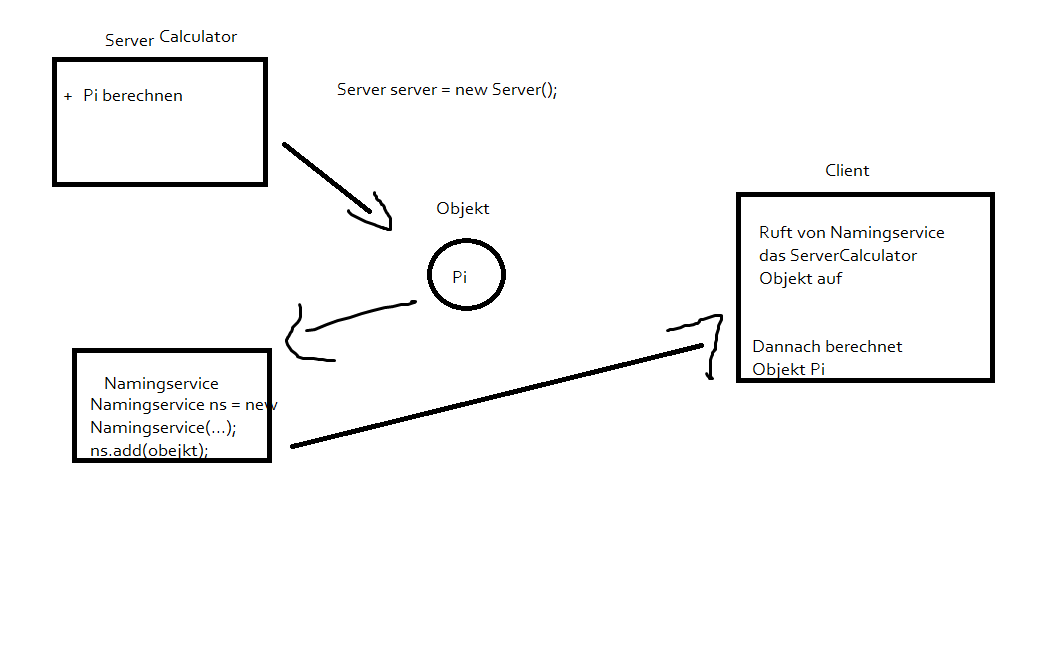 Server Calculator
+ Pi berechnen
Server server = new Server();
Objekt
Pi
Namingservice
Namingservice ns = new
Namingservice(...);
ns.add(obejkt);
Client
Ruft von Namingservice
das ServerCalculator
Objekt auf
Dannach berechnet
Objekt Pi